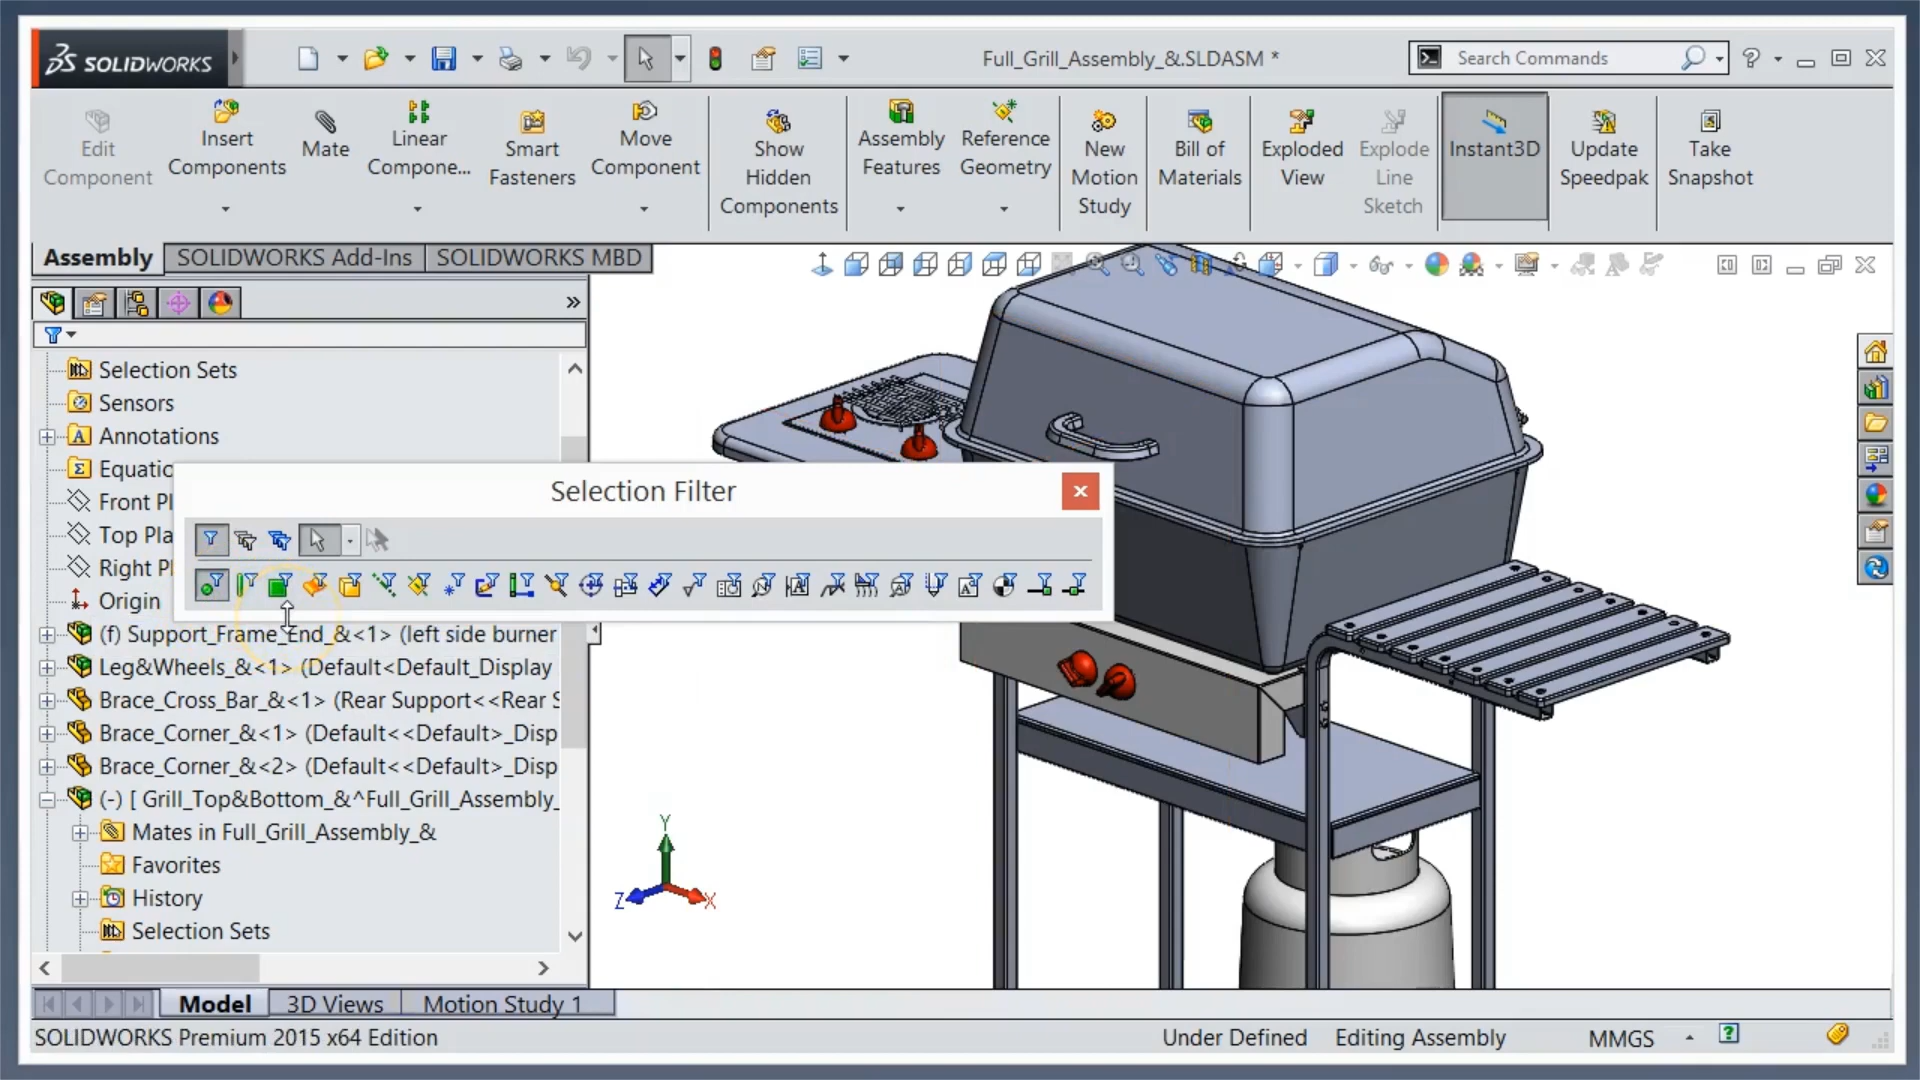 SOLIDWORKS
Full_Grill_Assembly_&.SLDASM *
Search Commands
Edit
Component
Insert
Components
Mate
Linear
Compone...
Smart
Fasteners
Move
Component
Show
Hidden
Components
Assembly
Features
Reference
Geometry
New
Motion
Study
Bill of
Materials
Exploded
View
Explode
Line
Sketch
Instant3D
Update
Speedpak
Take
Snapshot
Assembly
SOLIDWORKS Add-Ins
SOLIDWORKS MBD
Selection Sets
Sensors
Annotations
Equatio
Front Pl
Top Pla
Right Pl
Origin
Selection Filter
(f) Support_Frame_End_&<1> (left side burner
Leg&Wheels_&<1> (Default<Default_Display
Brace_Cross_Bar_&<1> (Rear Support<<Rear S
Brace_Corner_&<1> (Default<<Default>_Disp
Brace_Corner_&<2> (Default<<Default>_Disp
(-) [ Grill_Top&Bottom_&^Full_Grill_Assembly_
Mates in Full_Grill_Assembly_&
Favorites
History
Selection Sets
Y
Z
X
Model
3D Views
Motion Study 1
SOLIDWORKS Premium 2015 x64 Edition
Under Defined
Editing Assembly
MMGS